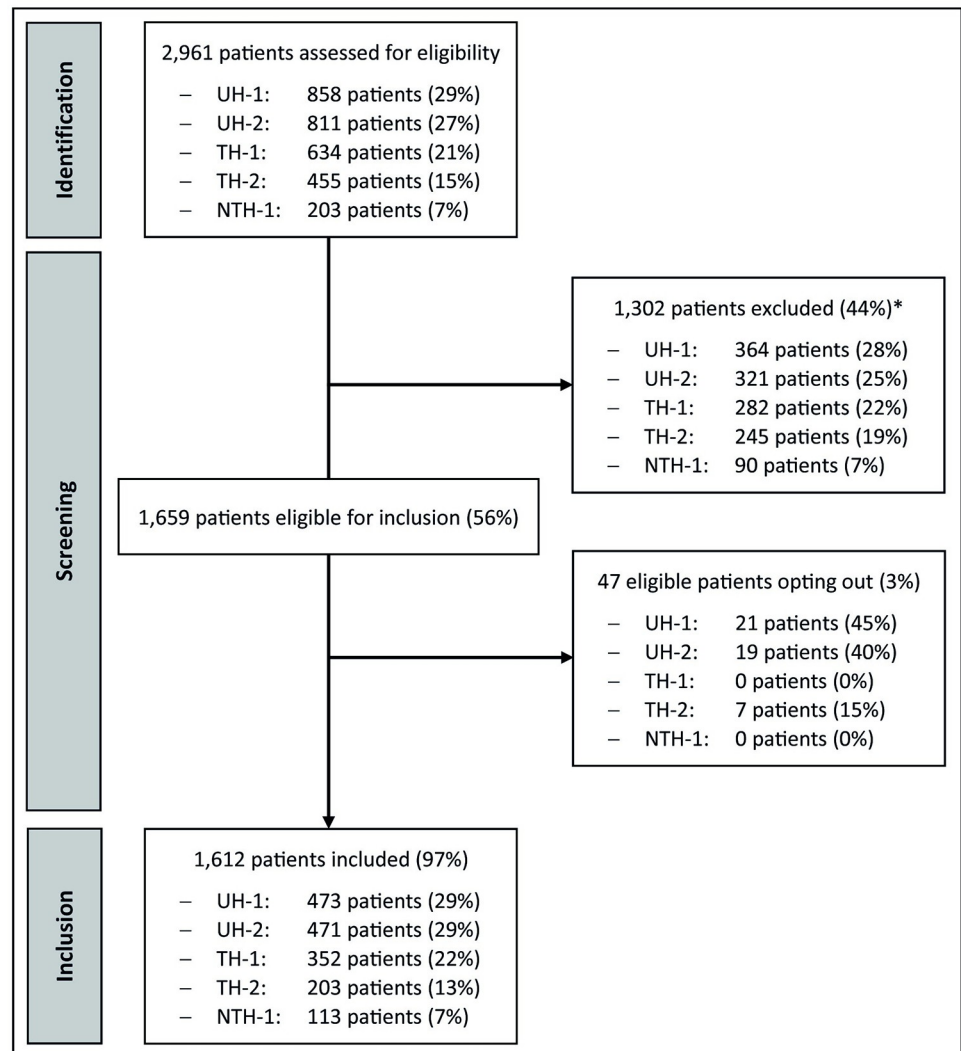 Identification
2,961 patients assessed for eligibility
– UH-1: 858 patients (29%)
– UH-2: 811 patients (27%)
– TH-1: 634 patients (21%)
– TH-2: 455 patients (15%)
– NTH-1: 203 patients (7%)
Screening
1,302 patients excluded (44%)*
– UH-1: 364 patients (28%)
– UH-2: 321 patients (25%)
– TH-1: 282 patients (22%)
– TH-2: 245 patients (19%)
– NTH-1: 90 patients (7%)
1,659 patients eligible for inclusion (56%)
47 eligible patients opting out (3%)
– UH-1: 21 patients (45%)
– UH-2: 19 patients (40%)
– TH-1: 0 patients (0%)
– TH-2: 7 patients (15%)
– NTH-1: 0 patients (0%)
Inclusion
1,612 patients included (97%)
– UH-1: 473 patients (29%)
– UH-2: 471 patients (29%)
– TH-1: 352 patients (22%)
– TH-2: 203 patients (13%)
– NTH-1: 113 patients (7%)